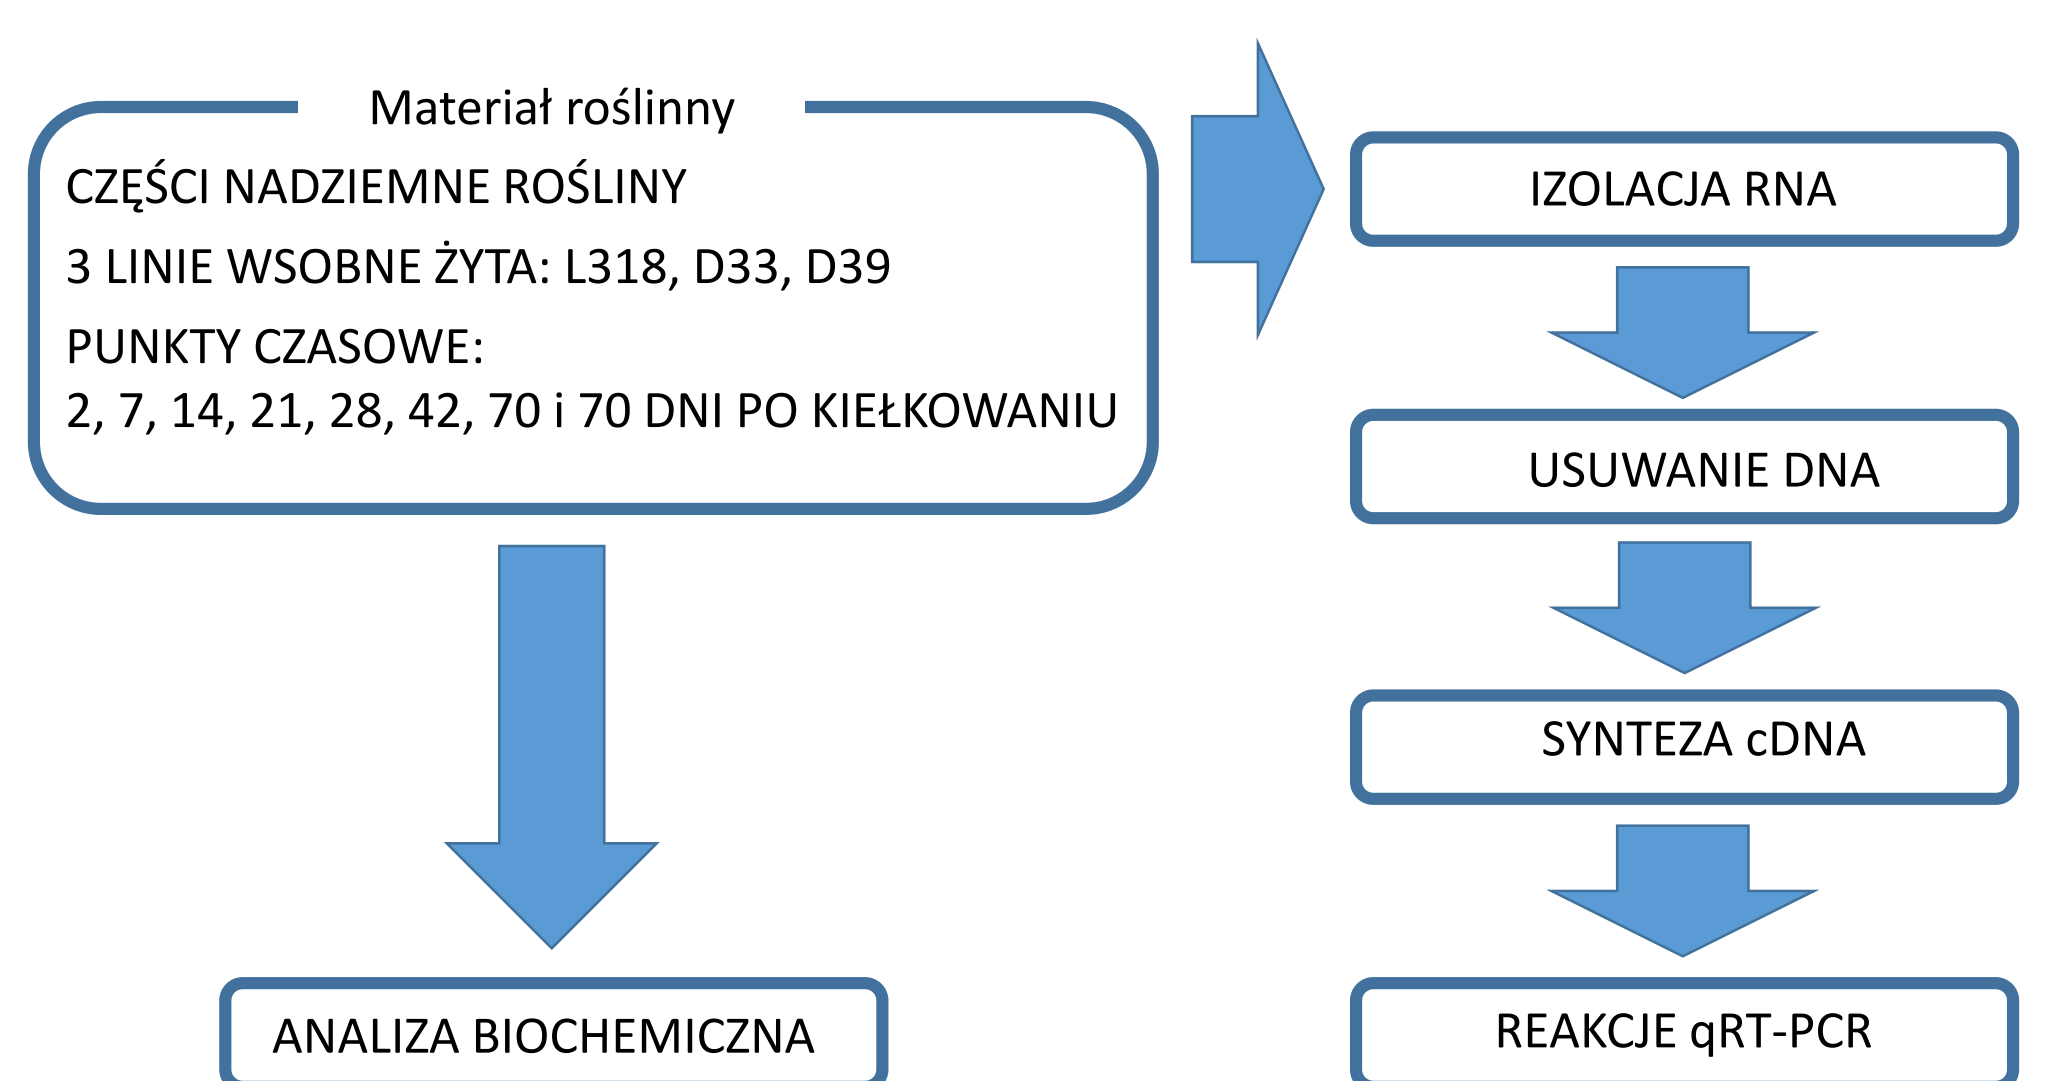 Materiał roślinny
CZĘŚCI NADZIEMNE ROŚLINY
3 LINIE WSOBNE ŻYTA: L318, D33, D39
PUNKTY CZASOWE:
2, 7, 14, 21, 28, 42, 70 i 70 DNI PO KIEŁKOWANIU
ANALIZA BIOCHEMICZNA
IZOLACJA RNA
USUWANIE DNA
SYNTEZA cDNA
REAKCJE qRT-PCR